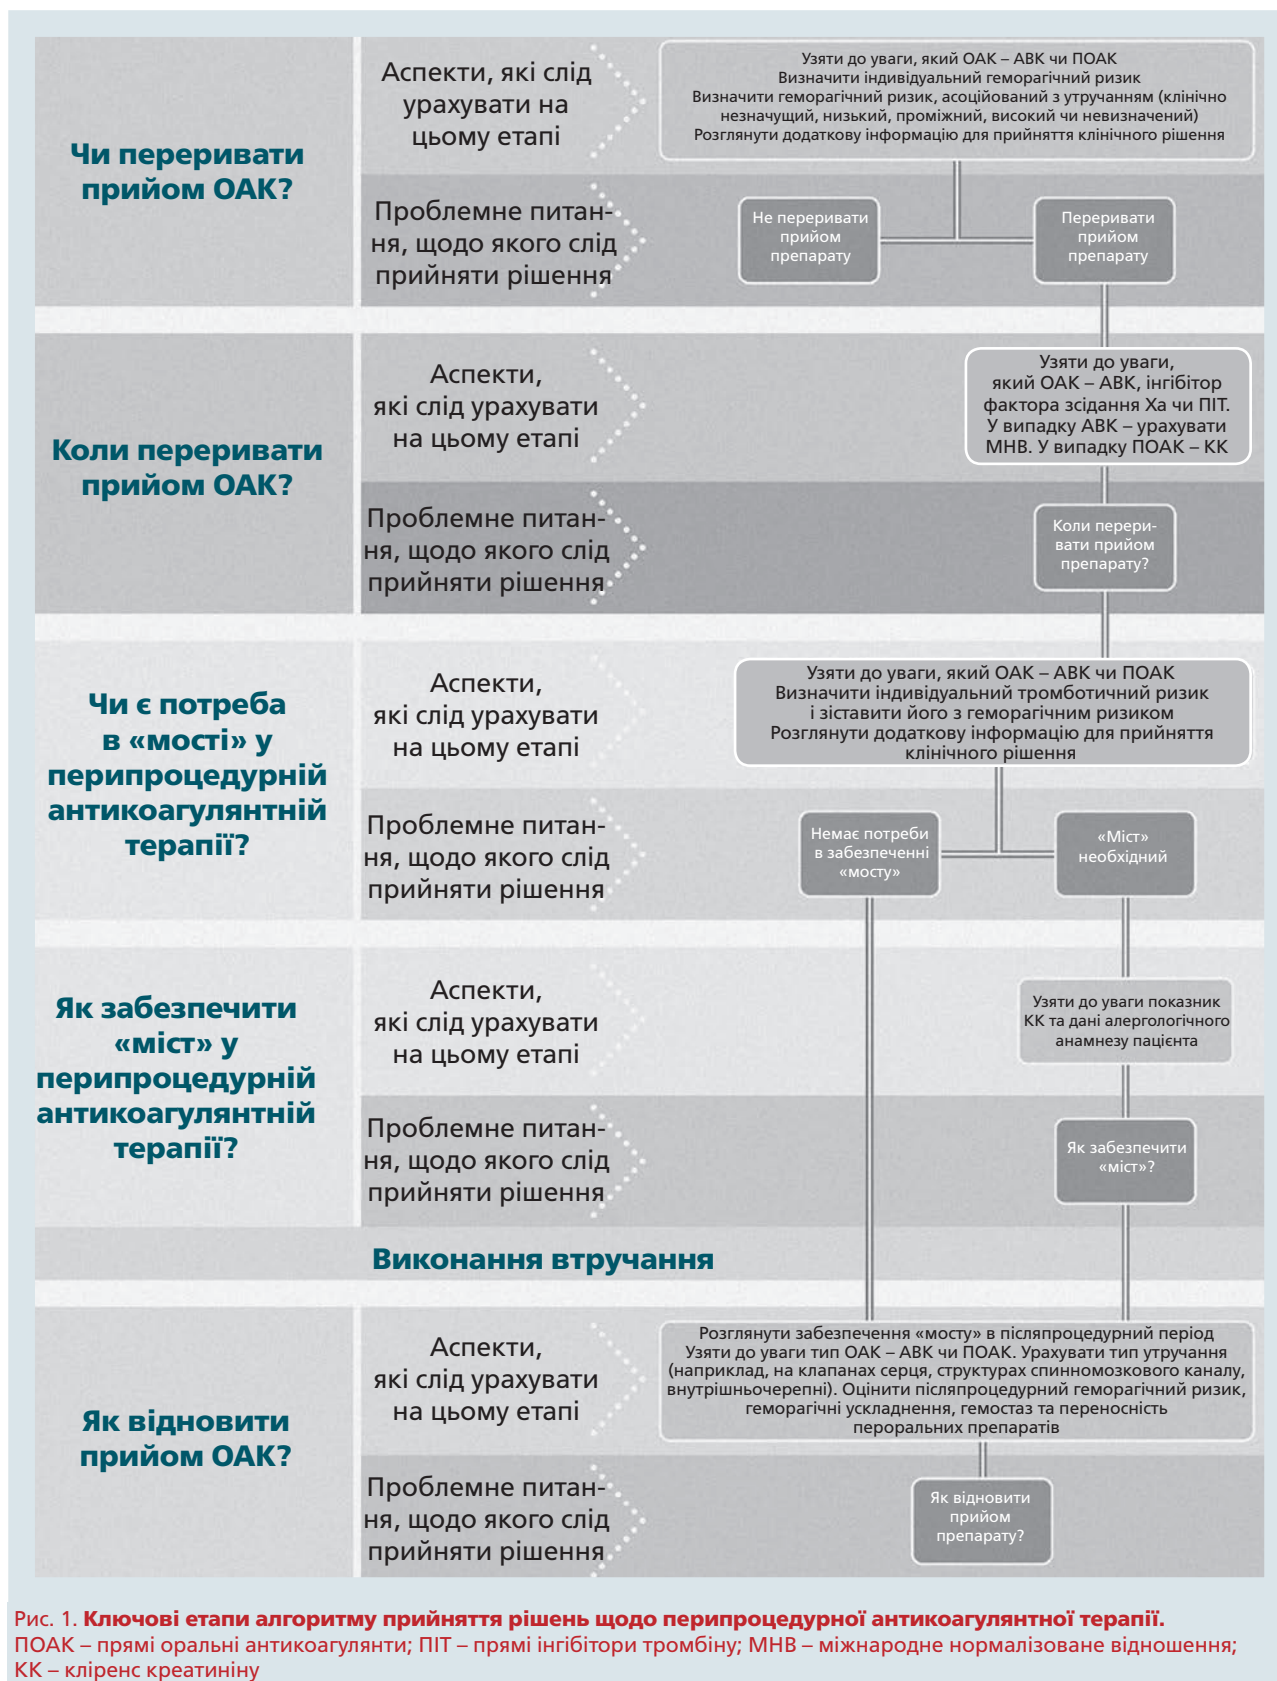 Чи переривати
прийом ОАК?
Аспекти, які слід
урахувати на
цьому етапі
Узяти до уваги, який ОАК – АВК чи ПОАК
Визначити індивідуальний геморагічний ризик
Визначити геморагічний ризик, асоційований з утручанням (клінічно
незначущий, низький, проміжний, високий чи невизначений)
Розглянути додаткову інформацію для прийняття клінічного рішення
Проблемне питан-
ня, щодо якого слід
прийняти рішення
Не переривати
прийом
препарату
Переривати
прийом
препарату
Коли переривати
прийом ОАК?
Аспекти,
які слід урахувати
на цьому етапі
Узяти до уваги,
який ОАК – АВК, інгібітор
фактора зсідання Ха чи ПІТ.
У випадку АВК – урахувати
МНВ. У випадку ПОАК – КК
Проблемне питан-
ня, щодо якого слід
прийняти рішення
Коли перери-
вати прийом
препарату?
Чи є потреба
в «мості» у
перипроцедурній
антикоагулянтній
терапії?
Аспекти,
які слід урахувати
на цьому етапі
Узяти до уваги, який ОАК – АВК чи ПОАК
Визначити індивідуальний тромботичний ризик
і зіставити його з геморагічним ризиком
Розглянути додаткову інформацію для прийняття
клінічного рішення
Проблемне питан-
ня, щодо якого слід
прийняти рішення
Немає потреби
в забезпеченні
«мосту»
«Міст»
необхідний
Як забезпечити
«міст» у
перипроцедурній
антикоагулянтній
терапії?
Аспекти,
які слід урахувати
на цьому етапі
Узяти до уваги показник
КК та дані алергологічного
анамнезу пацієнта
Проблемне питан-
ня, щодо якого слід
прийняти рішення
Як забезпечити
«міст»?
Виконання втручання
Як відновити
прийом ОАК?
Аспекти,
які слід урахувати
на цьому етапі
Розглянути забезпечення «мосту» в післяпроцедурний період
Узяти до уваги тип ОАК – АВК чи ПОАК. Урахувати тип утручання
(наприклад, на клапанах серця, структурах спинномозкового каналу,
внутрішньочерепні). Оцінити післяпроцедурний геморагічний ризик,
геморагічні ускладнення, гемостаз та переносність
пероральних препаратів
Проблемне питан-
ня, щодо якого слід
прийняти рішення
Як відновити
прийом
препарату?
Рис. 1. Ключові етапи алгоритму прийняття рішень щодо перипроцедурної антикоагулянтної терапії.
ПОАК – прямі оральні антикоагулянти; ПІТ – прямі інгібітори тромбіну; МНВ – міжнародне нормалізоване відношення;
КК – кліренс креатиніну